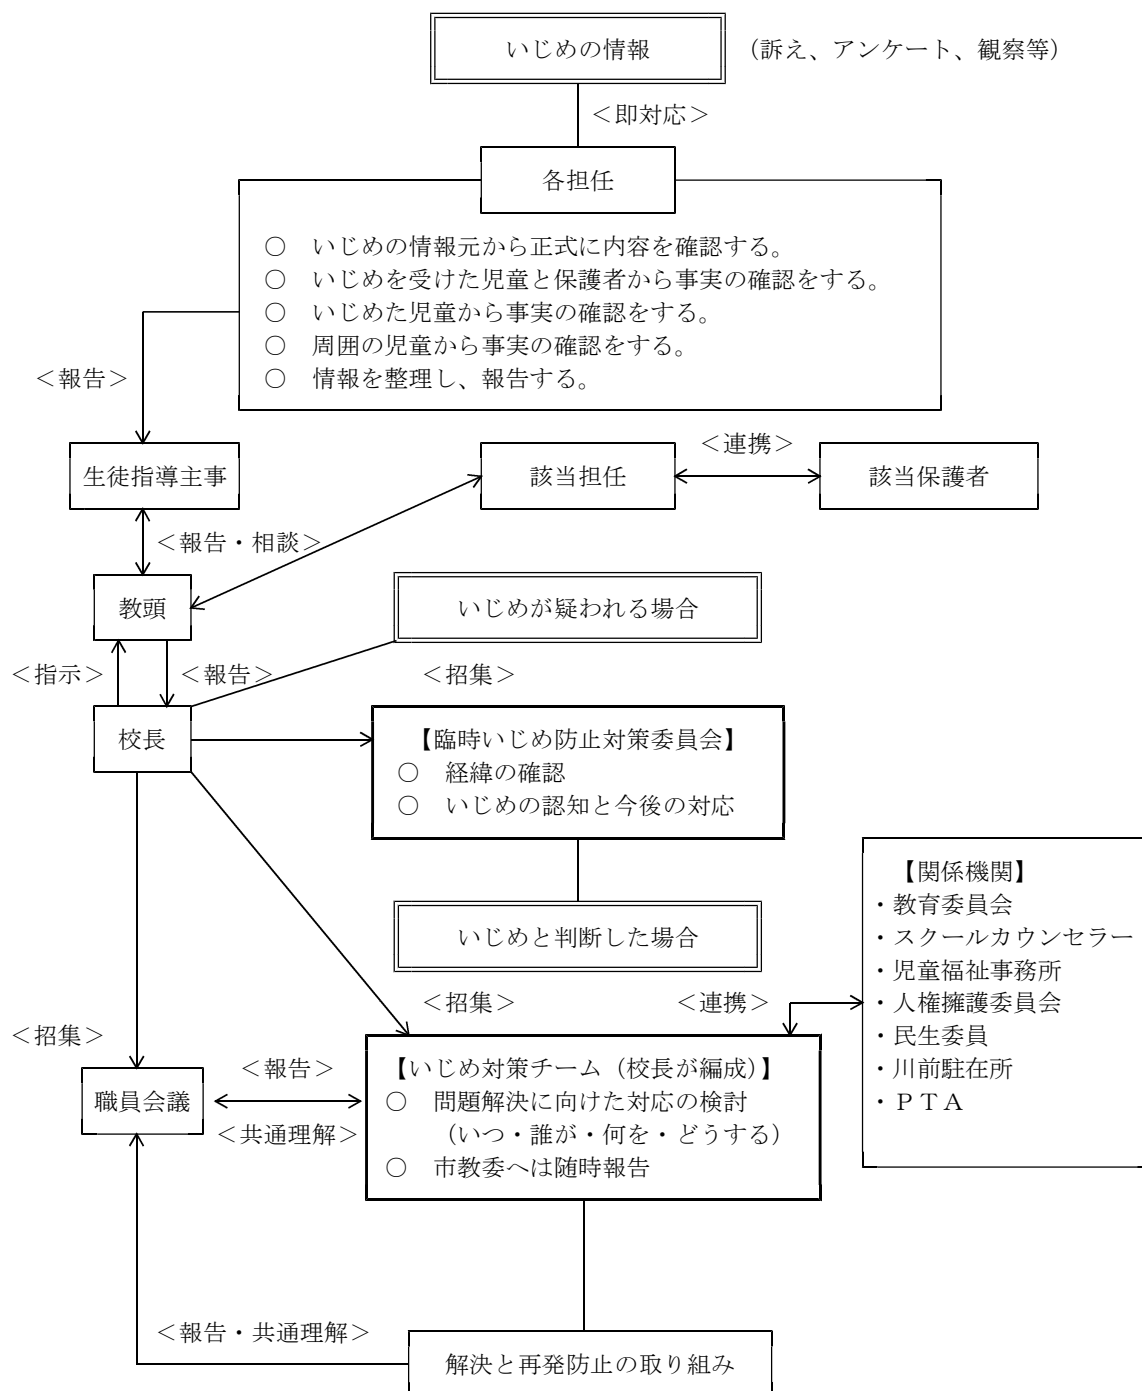 いじめの情報
（訴え、アンケート、観察等）
＜即対応＞
各担任
○　いじめの情報元から正式に内容を確認する。
○　いじめを受けた児童と保護者から事実の確認をする。
○　いじめた児童から事実の確認をする。
○　周囲の児童から事実の確認をする。
○　情報を整理し、報告する。
＜報告＞
＜連携＞
生徒指導主事
該当担任
該当保護者
＜報告・相談＞
教頭
いじめが疑われる場合
＜指示＞
＜報告＞
＜招集＞
校長
【臨時いじめ防止対策委員会】
○　経緯の確認
○　いじめの認知と今後の対応
【関係機関】
・教育委員会
・スクールカウンセラー
・児童福祉事務所
・人権擁護委員会
・民生委員
・川前駐在所
・ＰＴＡ
いじめと判断した場合
＜招集＞
＜連携＞
＜招集＞
職員会議
＜報告＞
＜共通理解＞
【いじめ対策チーム（校長が編成）】
○　問題解決に向けた対応の検討
（いつ・誰が・何を・どうする）
○　市教委へは随時報告
＜報告・共通理解＞
解決と再発防止の取り組み